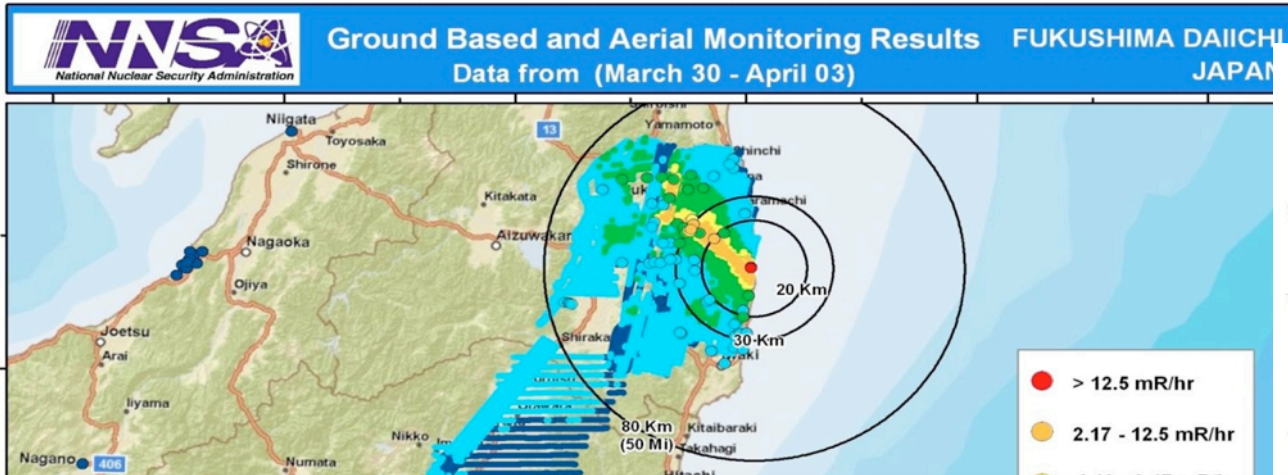 NNSA
National Nuclear Security Administration
Ground Based and Aerial Monitoring Results
Data from (March 30 - April 03)
FUKUSHIMA DAIICHI
JAPAN
Niigata
Toyosaka
Shirone
13
Yamamoto
Shinchi
Kitakata
Nagaoka
Aizuwakar
Ojiya
20 Km
Joetsu
Arai
Shiraka
30 Km
> 12.5 mR/hr
Iiyama
80 Km
(50 Mi)
Kitaibaraki
2.17 - 12.5 mR/hr
Nikko
Takahagi
Nagano
406
Numata